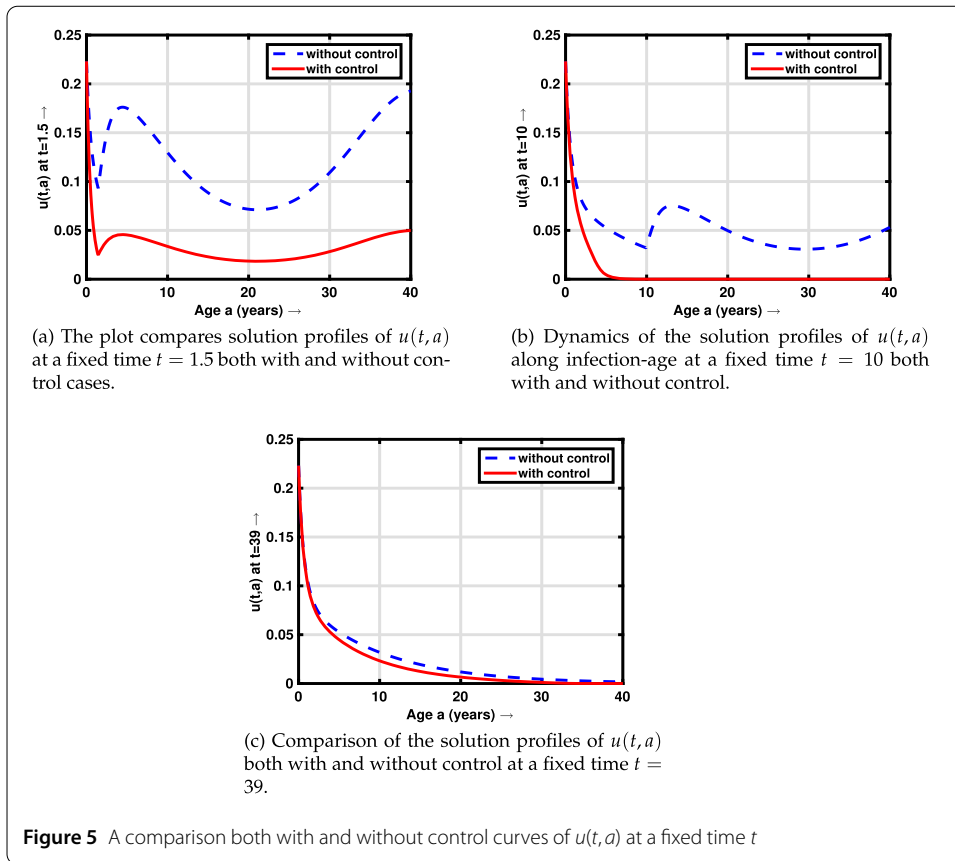 0.25
0.2
0.15
0.1
0.05
0
u(t,a) at t=1.5 →
without control
with control
0 10 20 30 40
Age a (years) →
(a) The plot compares solution profiles of u(t, a)
at a fixed time t = 1.5 both with and without con-
trol cases.
0.25
0.2
0.15
0.1
0.05
0
u(t,a) at t=10 →
without control
with control
0 10 20 30 40
Age a (years) →
(b) Dynamics of the solution profiles of u(t, a)
along infection-age at a fixed time t = 10 both
with and without control.
0.25
0.2
0.15
0.1
0.05
0
u(t,a) at t=39 →
without control
with control
0 10 20 30 40
Age a (years) →
(c) Comparison of the solution profiles of u(t, a)
both with and without control at a fixed time t =
39.
Figure 5 A comparison both with and without control curves of u(t, a) at a fixed time t